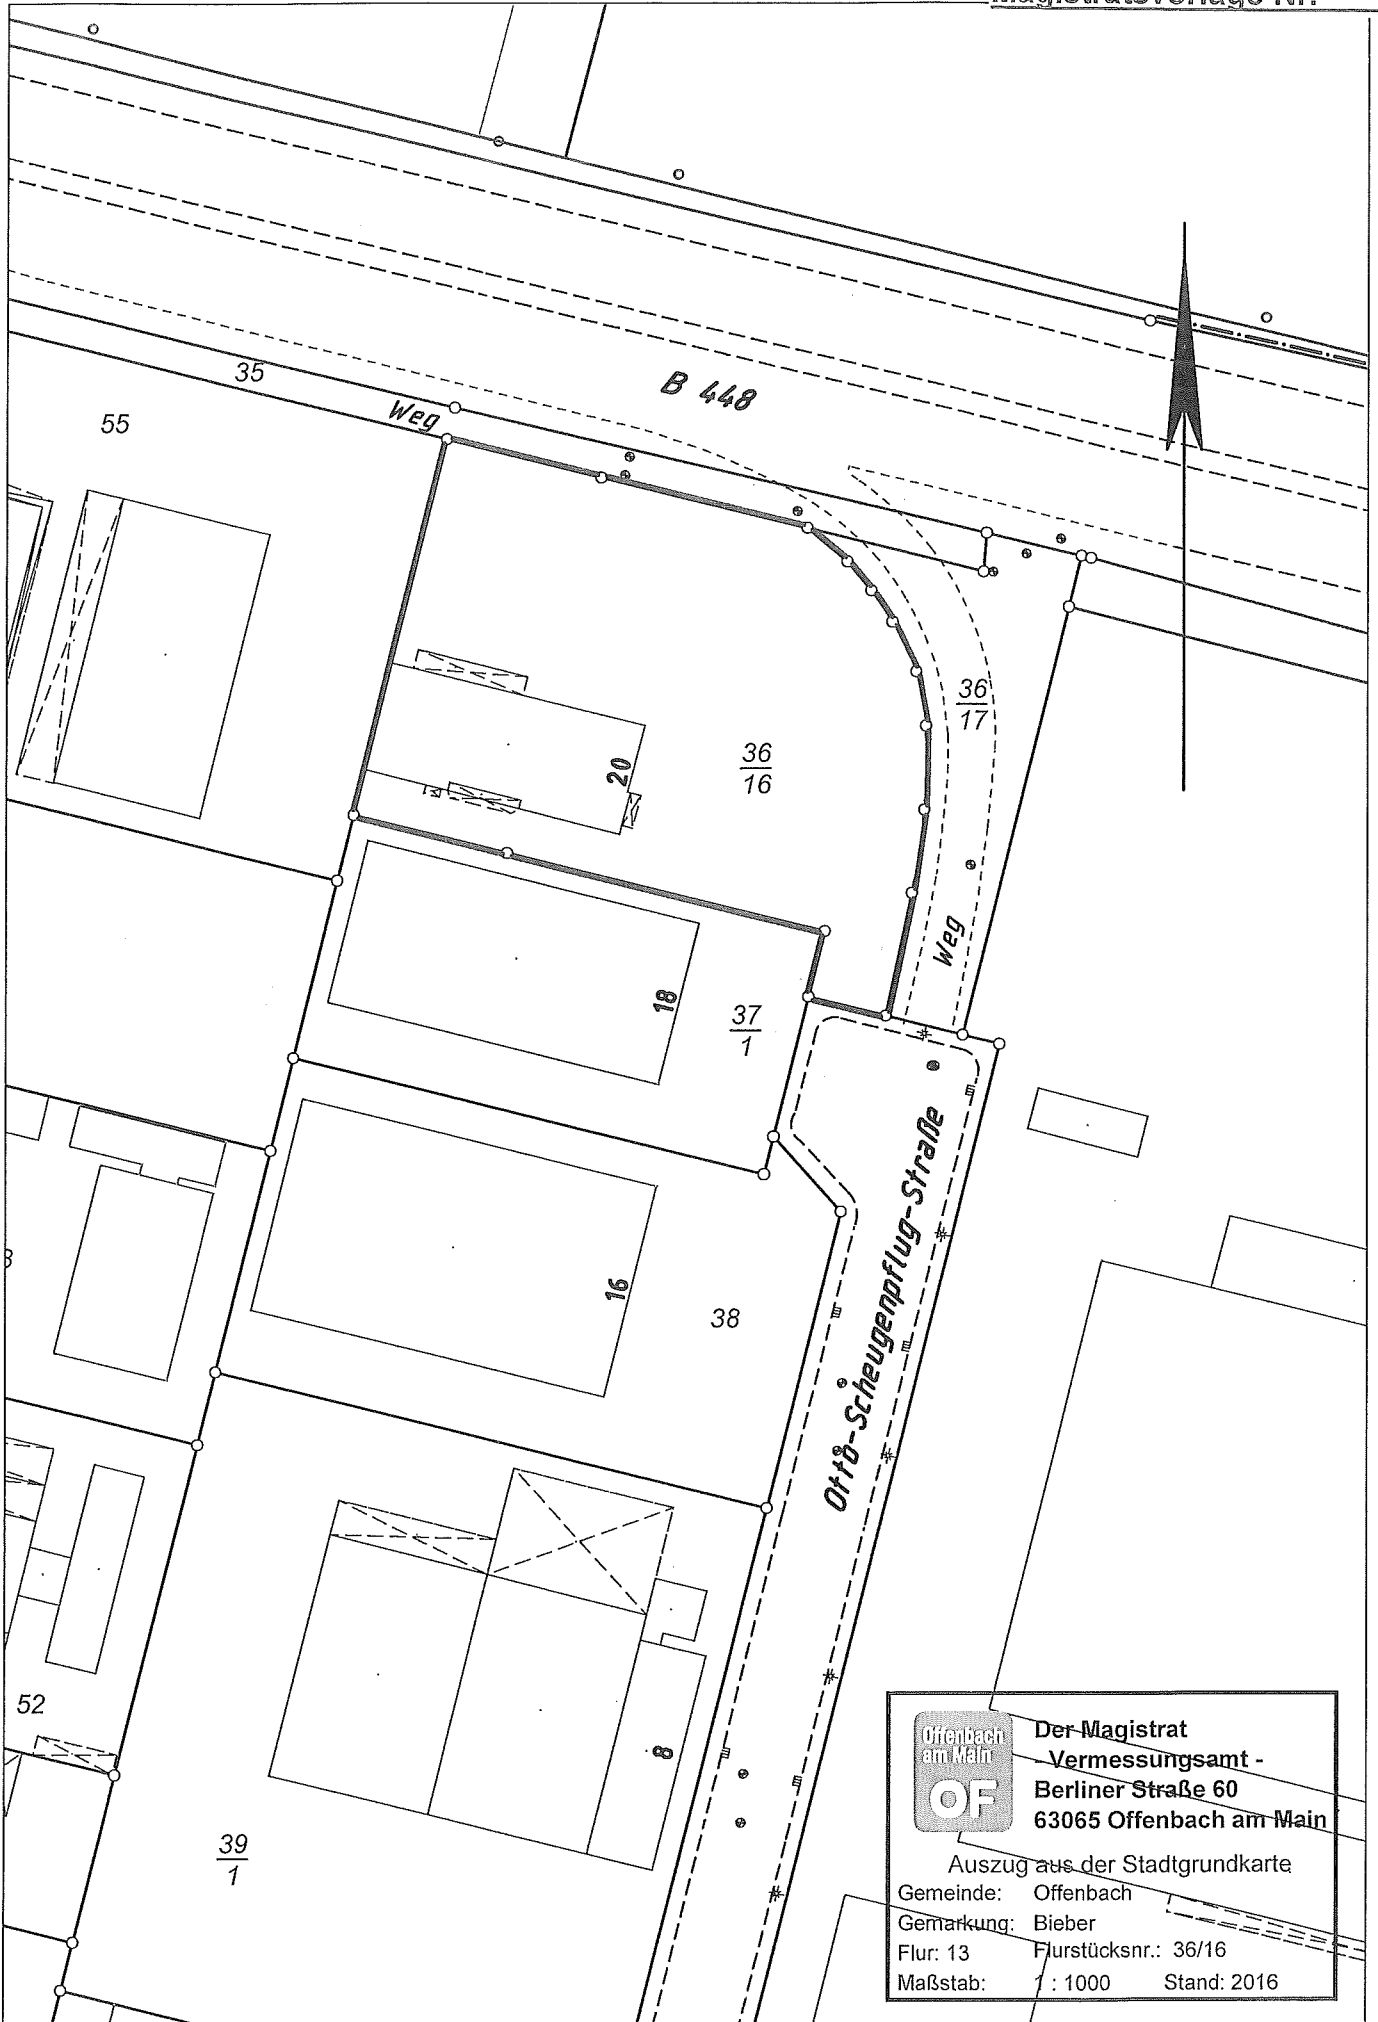 Magistratsvorlage Nr.
B 448
35
Weg
55
36
17
36
16
20
Weg
18
37
1
Otto-Scheugenpflug-Straße
16
38
52
8
39
1
Offenbach
am Main
OF
Der Magistrat
- Vermessungsamt -
Berliner Straße 60
63065 Offenbach am Main
Auszug aus der Stadtgrundkarte
Gemeinde: Offenbach
Gemarkung: Bieber
Flur: 13 Flurstücksnr.: 36/16
Maßstab: 1 : 1000 Stand: 2016